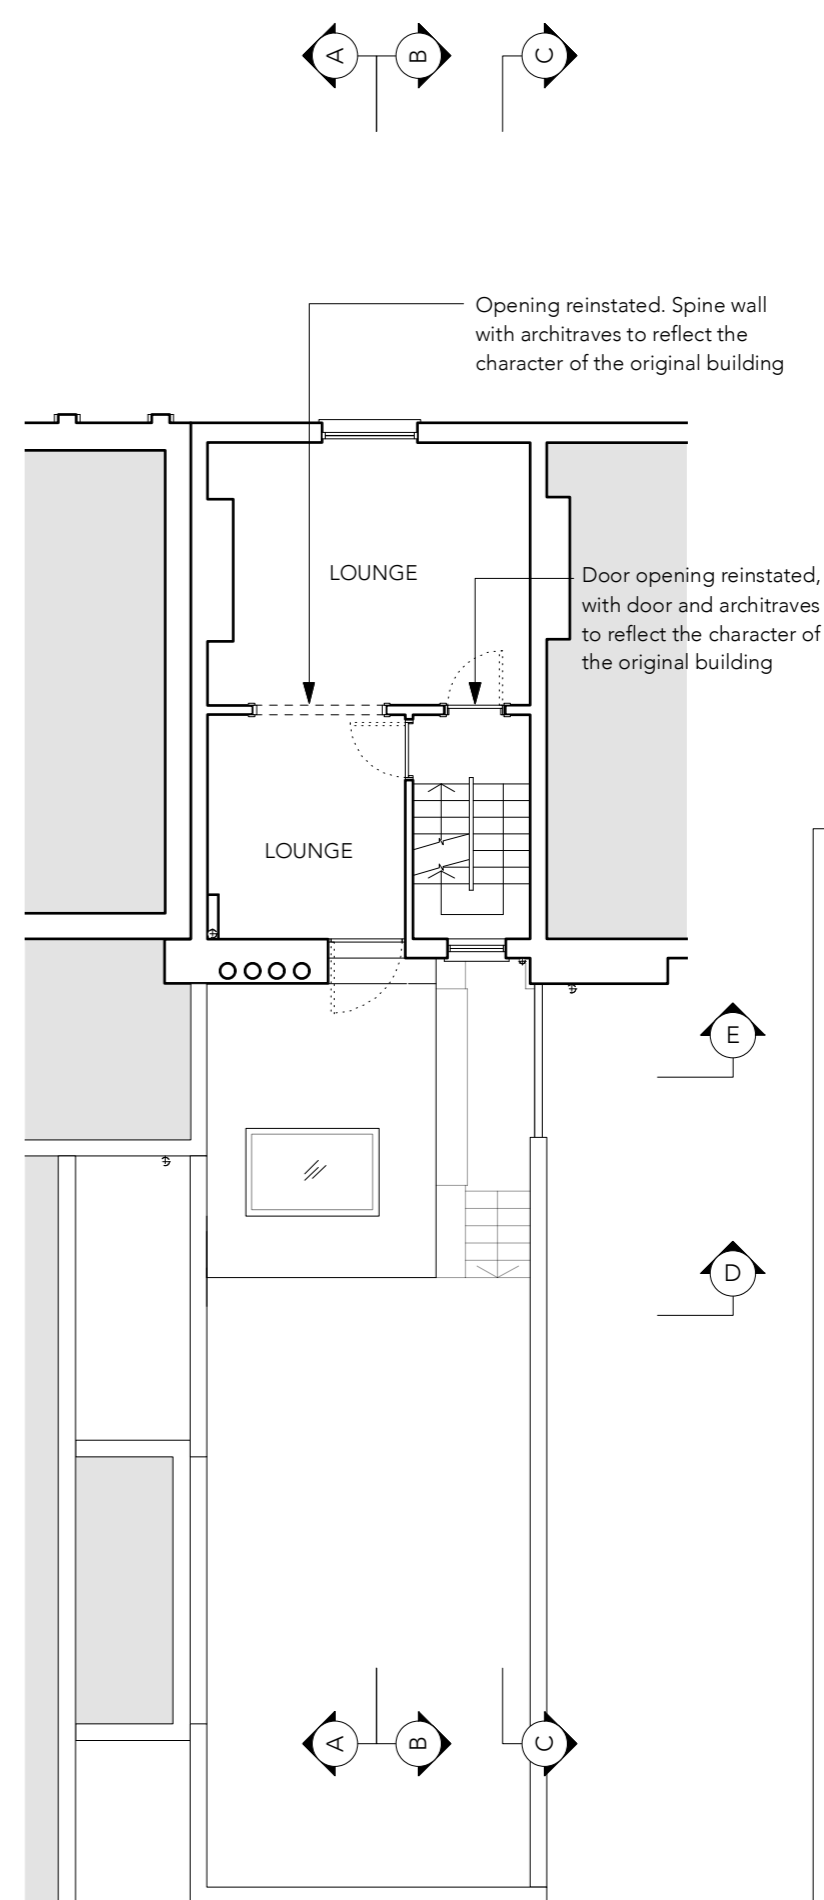 A B C
Opening reinstated. Spine wall
with architraves to reflect the
character of the original building
LOUNGE
Door opening reinstated,
with door and architraves
to reflect the character of
the original building
LOUNGE
E
D
A B C